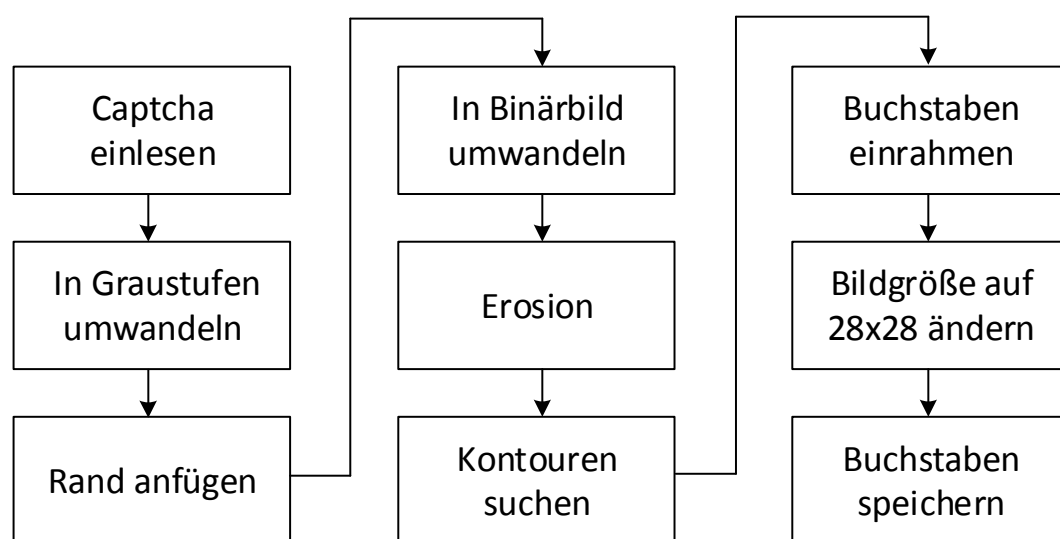 Captcha
einlesen
In Graustufen
umwandeln
Rand anfügen
In Binärbild
umwandeln
Erosion
Kontouren
suchen
Buchstaben
einrahmen
Bildgröße auf
28x28 ändern
Buchstaben
speichern